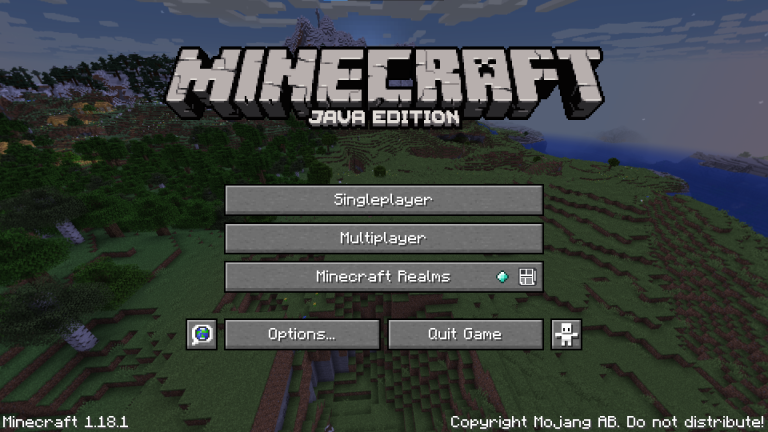 MINECRAFT
JAVA EDITION
Singleplayer
Multiplayer
Minecraft Realms
Options...
Quit Game
Minecraft 1.18.1
Copyright Mojang AB. Do not distribute!